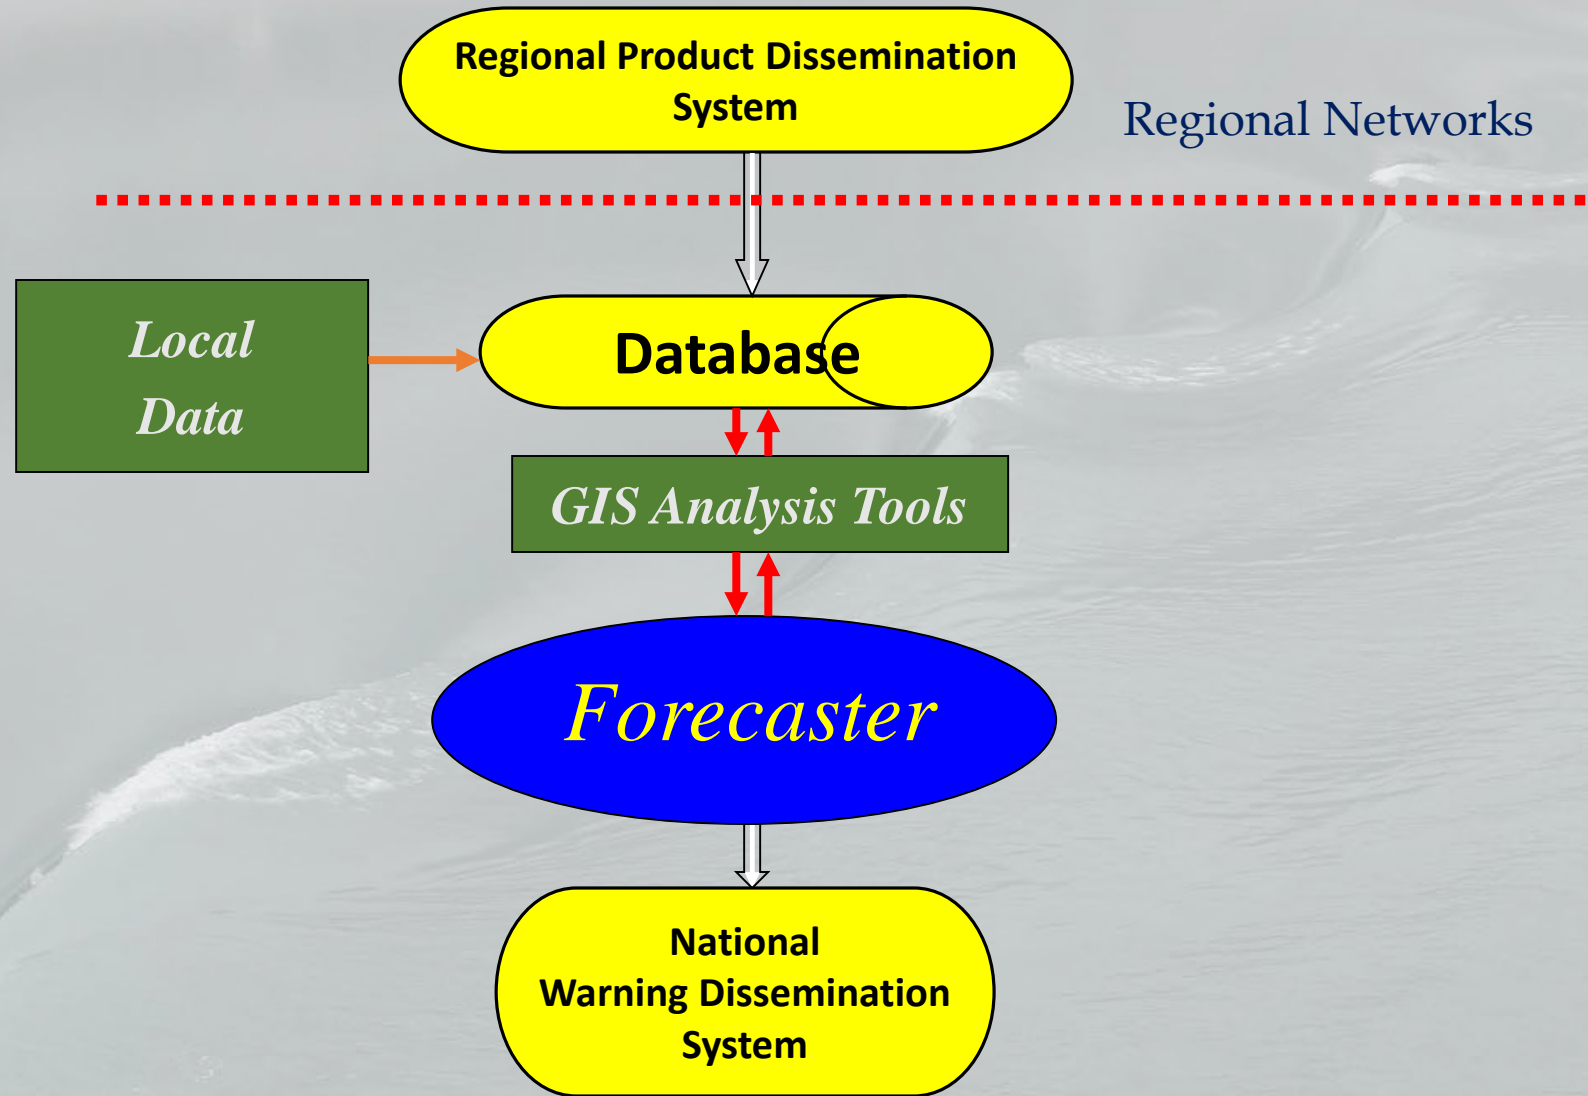 Regional Product Dissemination
System
Regional Networks
Local
Data
Database
GIS Analysis Tools
Forecaster
National
Warning Dissemination
System